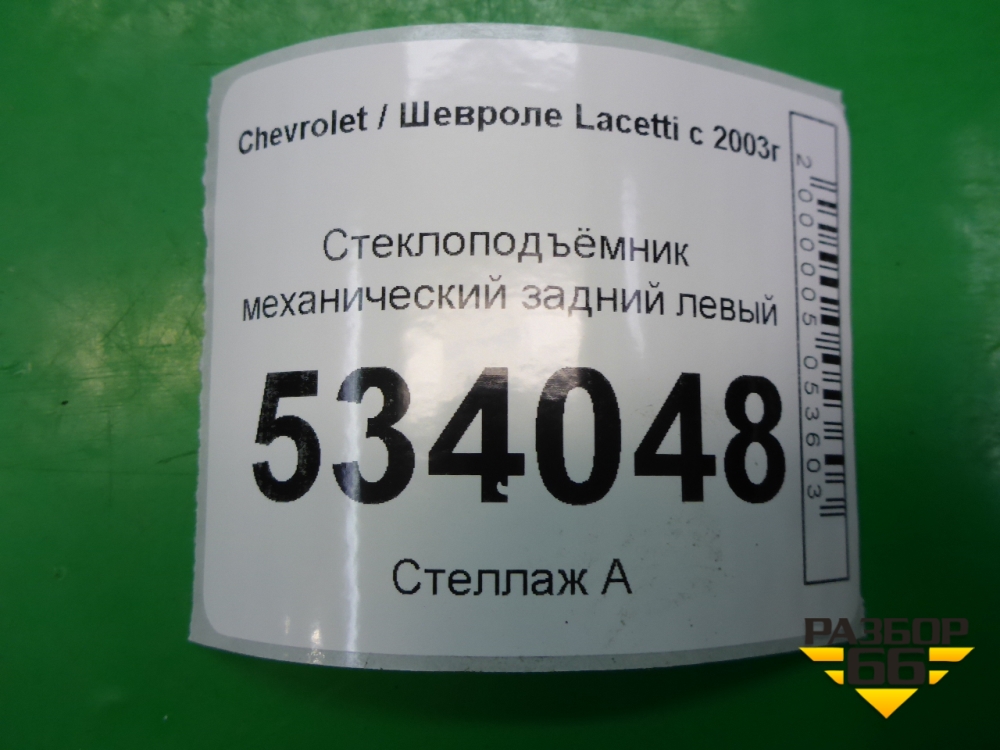 Chevrolet / Шевроле Lacetti с 2003г
Стеклоподъёмник
механический задний левый
534048
Стеллаж А
2000005053603
РАЗБОР
66